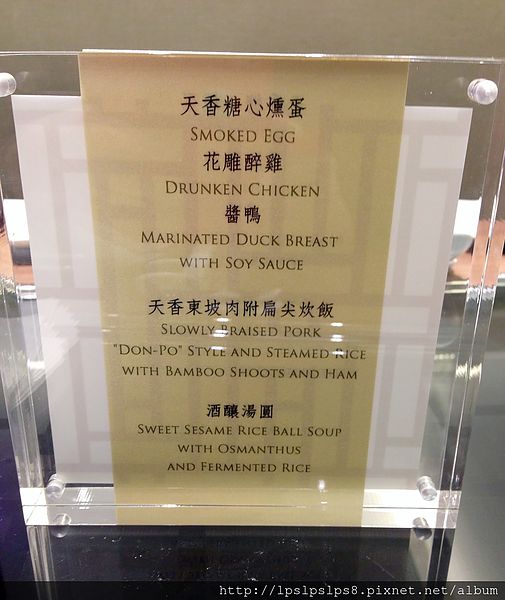 天香糖心燻蛋
SMOKED EGG
花雕醉雞
DRUNKEN CHICKEN
醬鴨
MARINATED DUCK BREAST
WITH SOY SAUCE
天香東坡肉附扁尖炊飯
SLOWLY BRAISED PORK
"DON-PO" STYLE AND STEAMED RICE
WITH BAMBOO SHOOTS AND HAM
酒釀湯圓
SWEET SESAME RICE BALL SOUP
WITH OSMANTHUS
AND FERMENTED RICE
http://lpslpslps8.pixnet.net/album